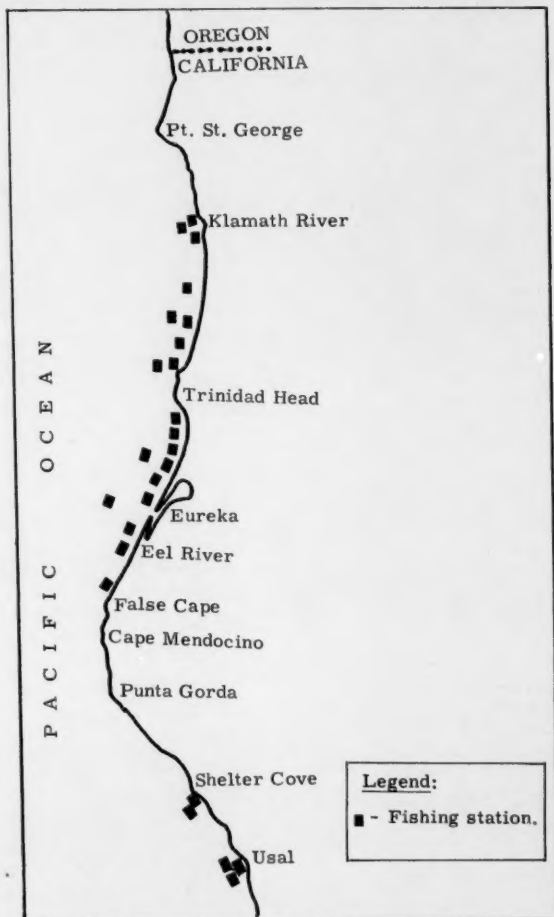 OREGON
CALIFORNIA
Pt. St. George
Klamath River
Trinidad Head
Eureka
Eel River
False Cape
Cape Mendocino
Punta Gorda
Shelter Cove
Usal
PACIFIC OCEAN
Legend:
- Fishing station.